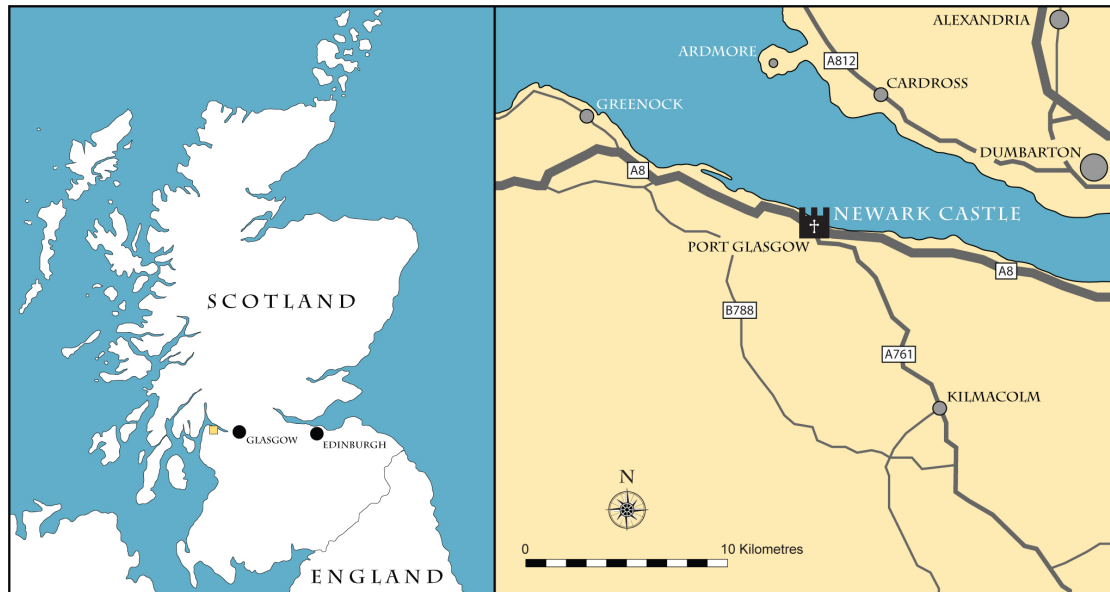 SCOTLAND
GLASGOW
EDINBURGH
ENGLAND
ALEXANDRIA
ARDMORE
A812
CARDROSS
GREENOCK
DUMBARTON
A8
NEWARK CASTLE
PORT GLASGOW
A8
B788
A761
KILMACOLM
N
0 10 Kilometres